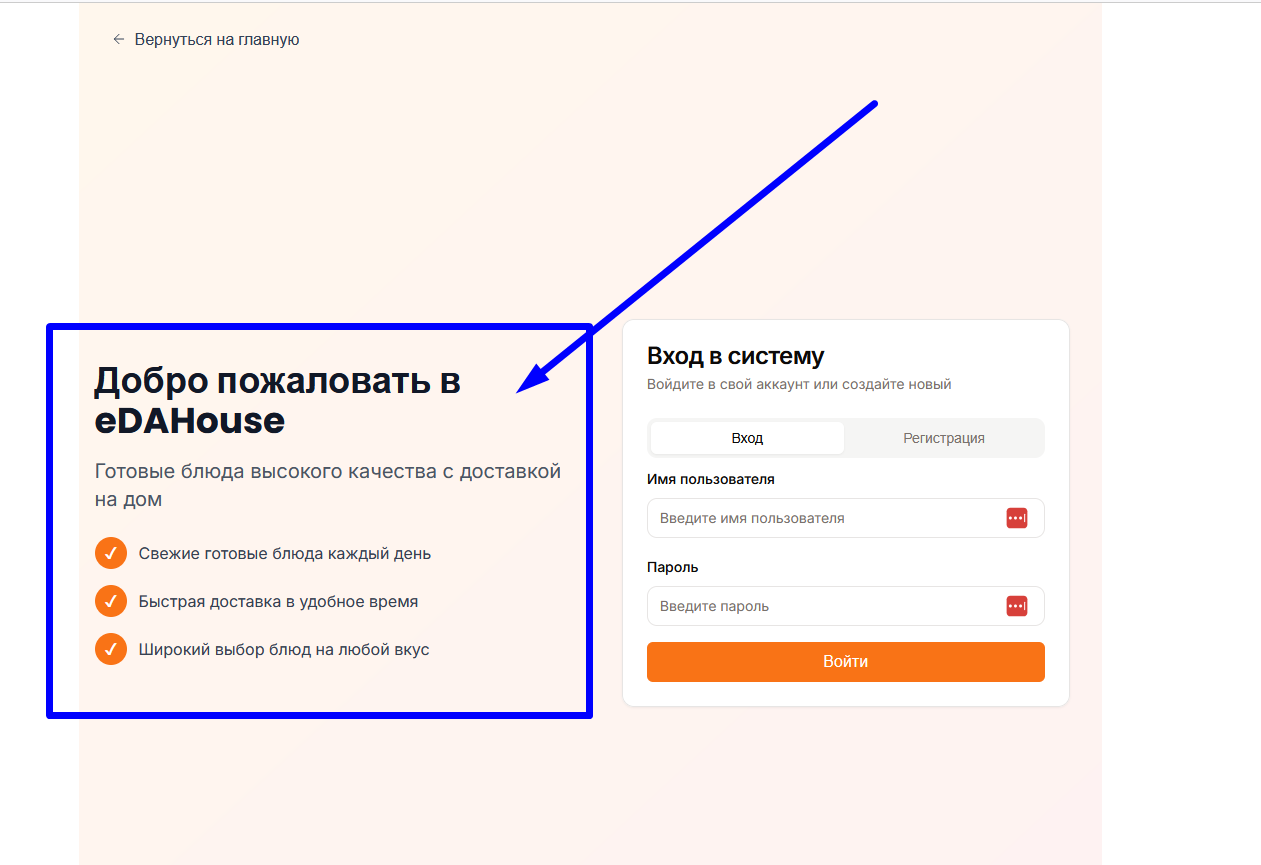 Вернуться на главную
Добро пожаловать в
eDAHouse
Готовые блюда высокого качества с доставкой
на дом
Свежие готовые блюда каждый день
Быстрая доставка в удобное время
Широкий выбор блюд на любой вкус
Вход в систему
Войдите в свой аккаунт или создайте новый
Вход
Регистрация
Имя пользователя
Введите имя пользователя
Пароль
Введите пароль
Войти